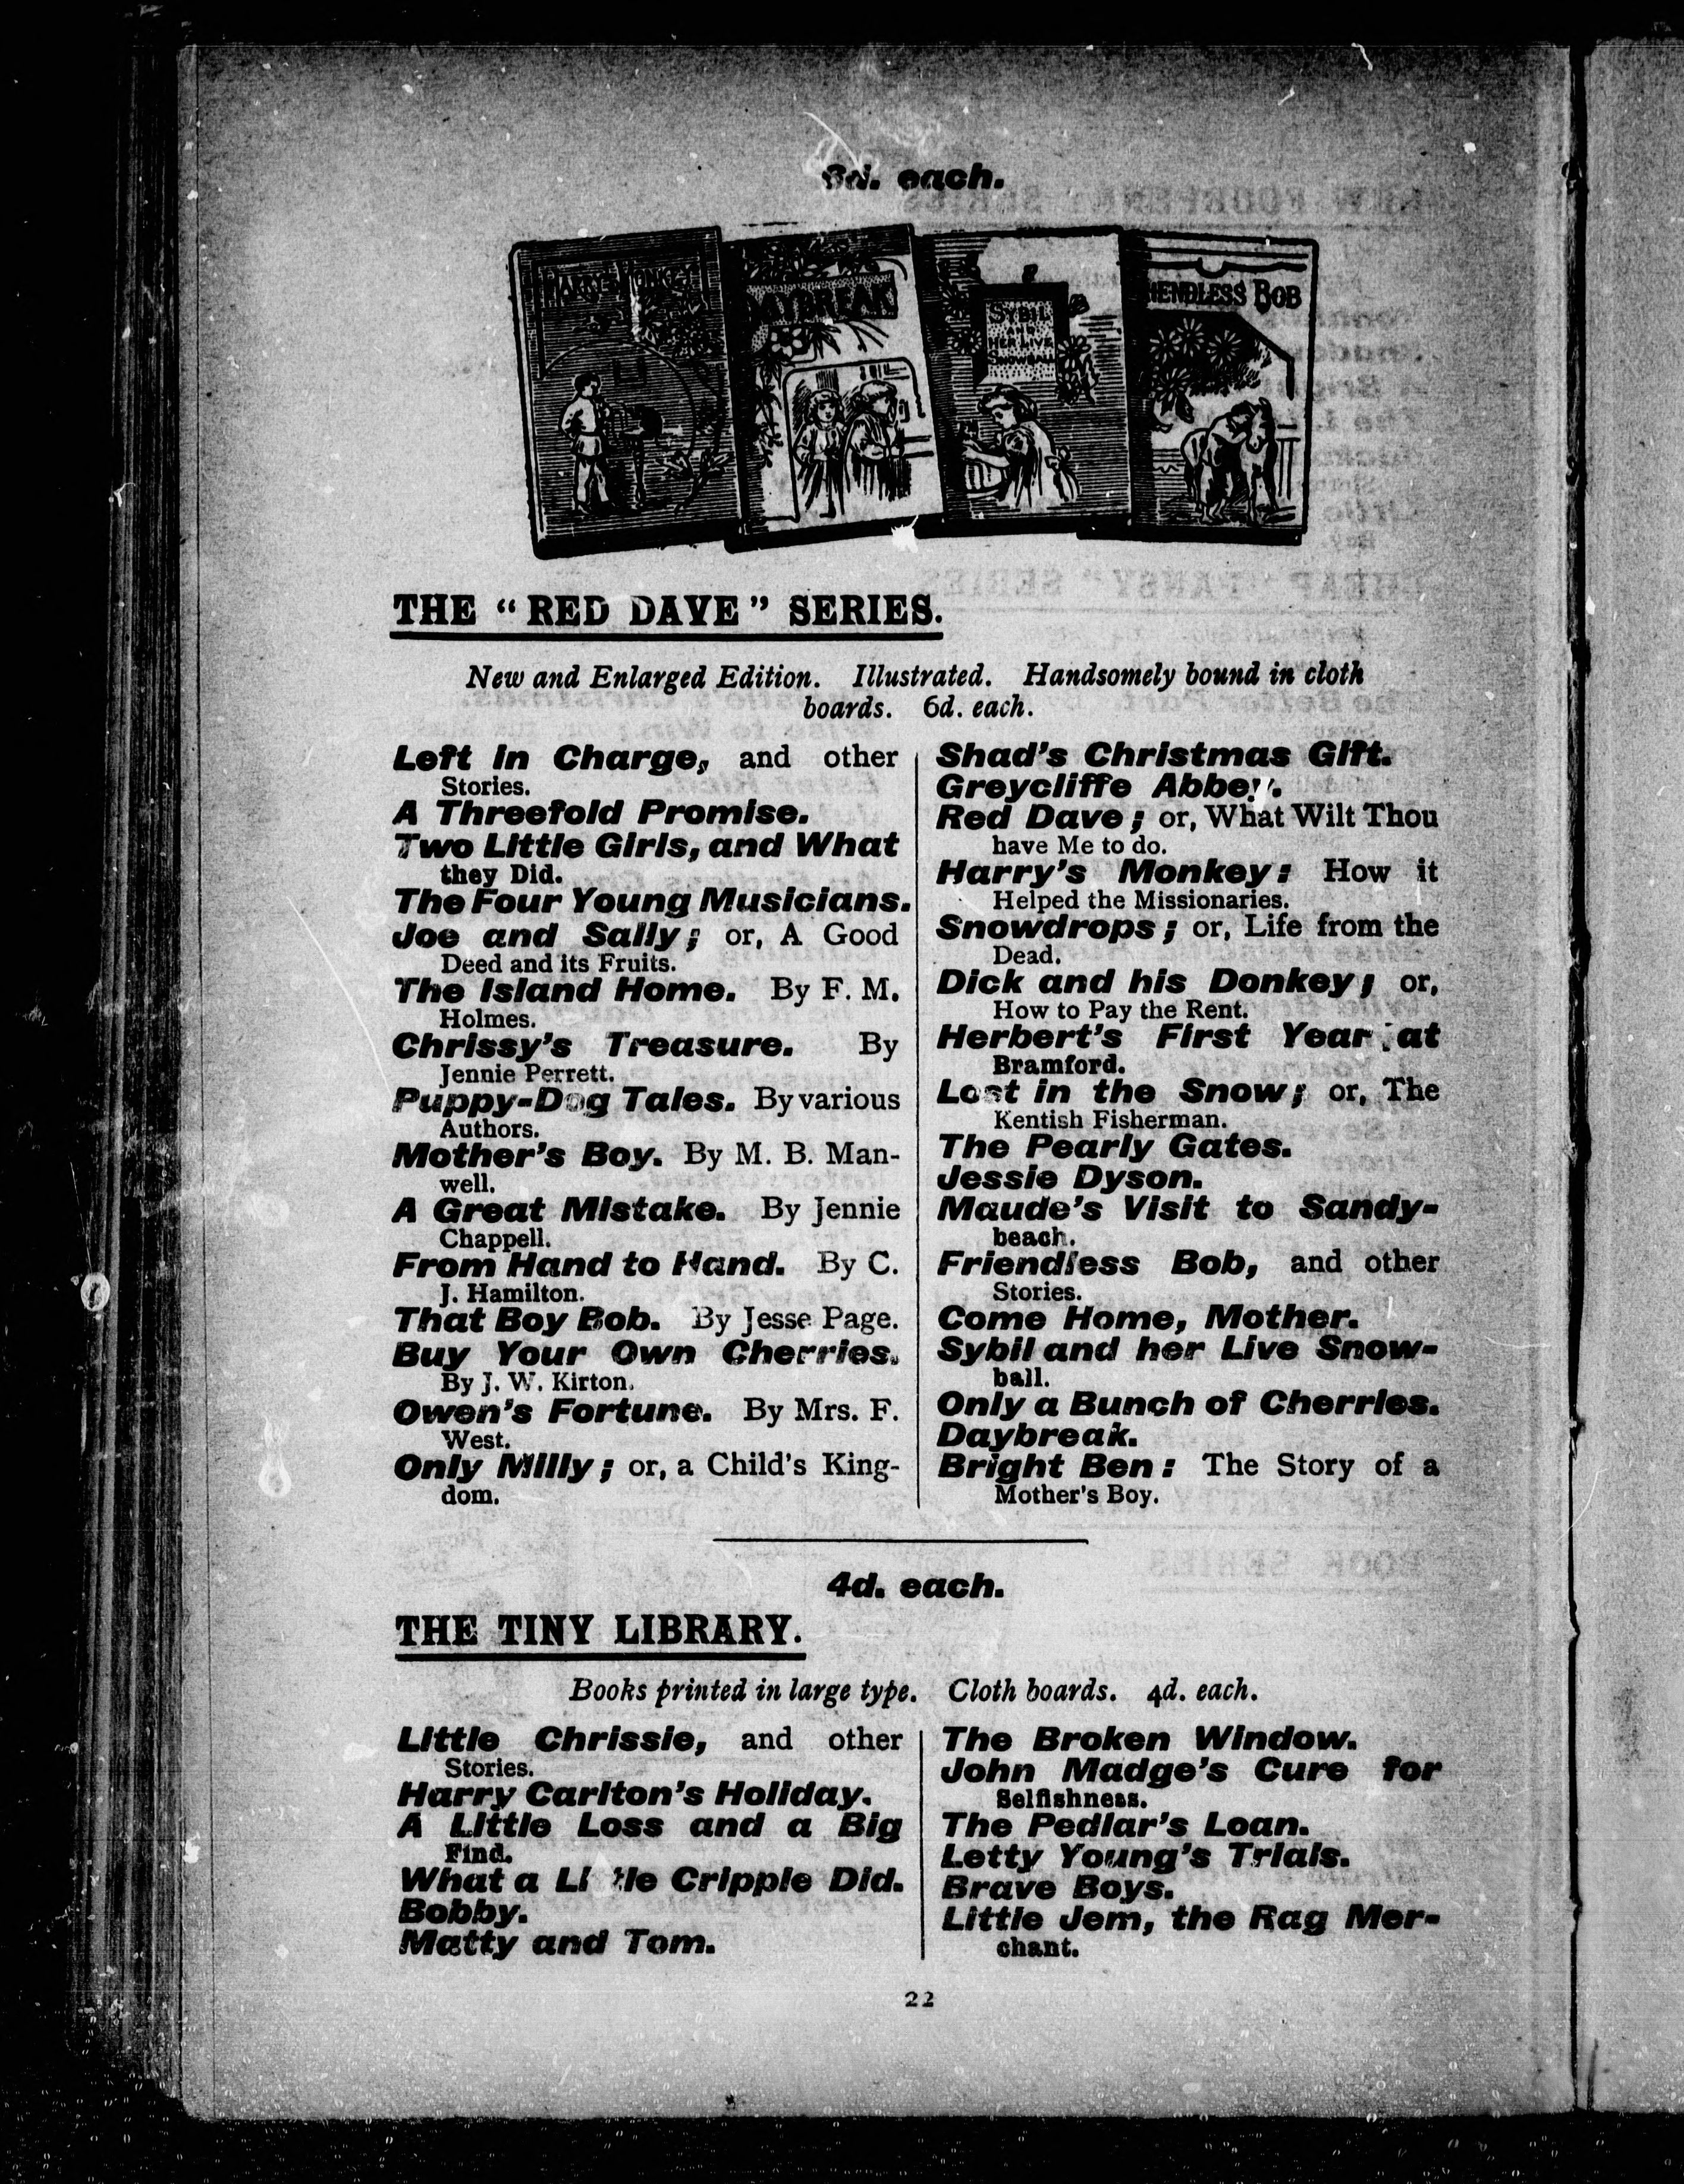 6d. each.
HARRY'S MONKEY
DAYBREAK
SYBIL
AND
HER LIVE
SNOWBALL
IENDLESS BOB
THE "RED DAVE" SERIES.
New and Enlarged Edition. Illustrated. Handsomely bound in cloth
boards. 6d. each.
Left in Charge, and other
Stories.
A Threefold Promise.
Two Little Girls, and What
they Did.
The Four Young Musicians.
Joe and Sally; or, A Good
Deed and its Fruits.
The Island Home. By F. M.
Holmes.
Chrissy's Treasure. By
Jennie Perrett.
Puppy-Dog Tales. By various
Authors.
Mother's Boy. By M. B. Man-
well.
A Great Mistake. By Jennie
Chappell.
From Hand to Hand. By C.
J. Hamilton.
That Boy Bob. By Jesse Page.
Buy Your Own Cherries.
By J. W. Kirton.
Owen's Fortune. By Mrs. F.
West.
Only Milly; or, a Child's King-
dom.
Shad's Christmas Gift.
Greycliffe Abbey.
Red Dave; or, What Wilt Thou
have Me to do.
Harry's Monkey: How it
Helped the Missionaries.
Snowdrops; or, Life from the
Dead.
Dick and his Donkey; or,
How to Pay the Rent.
Herbert's First Year at
Bramford.
Lost in the Snow; or, The
Kentish Fisherman.
The Pearly Gates.
Jessie Dyson.
Maude's Visit to Sandy-
beach.
Friendless Bob, and other
Stories.
Come Home, Mother.
Sybil and her Live Snow-
ball.
Only a Bunch of Cherries.
Daybreak.
Bright Ben: The Story of a
Mother's Boy.
4d. each.
THE TINY LIBRARY.
Books printed in large type. Cloth boards. 4d. each.
Little Chrissie, and other
Stories.
Harry Carlton's Holiday.
A Little Loss and a Big
Find.
What a Little Cripple Did.
Bobby.
Matty and Tom.
The Broken Window.
John Madge's Cure for
Selfishness.
The Pedlar's Loan.
Letty Young's Trials.
Brave Boys.
Little Jem, the Rag Mer-
chant.
22